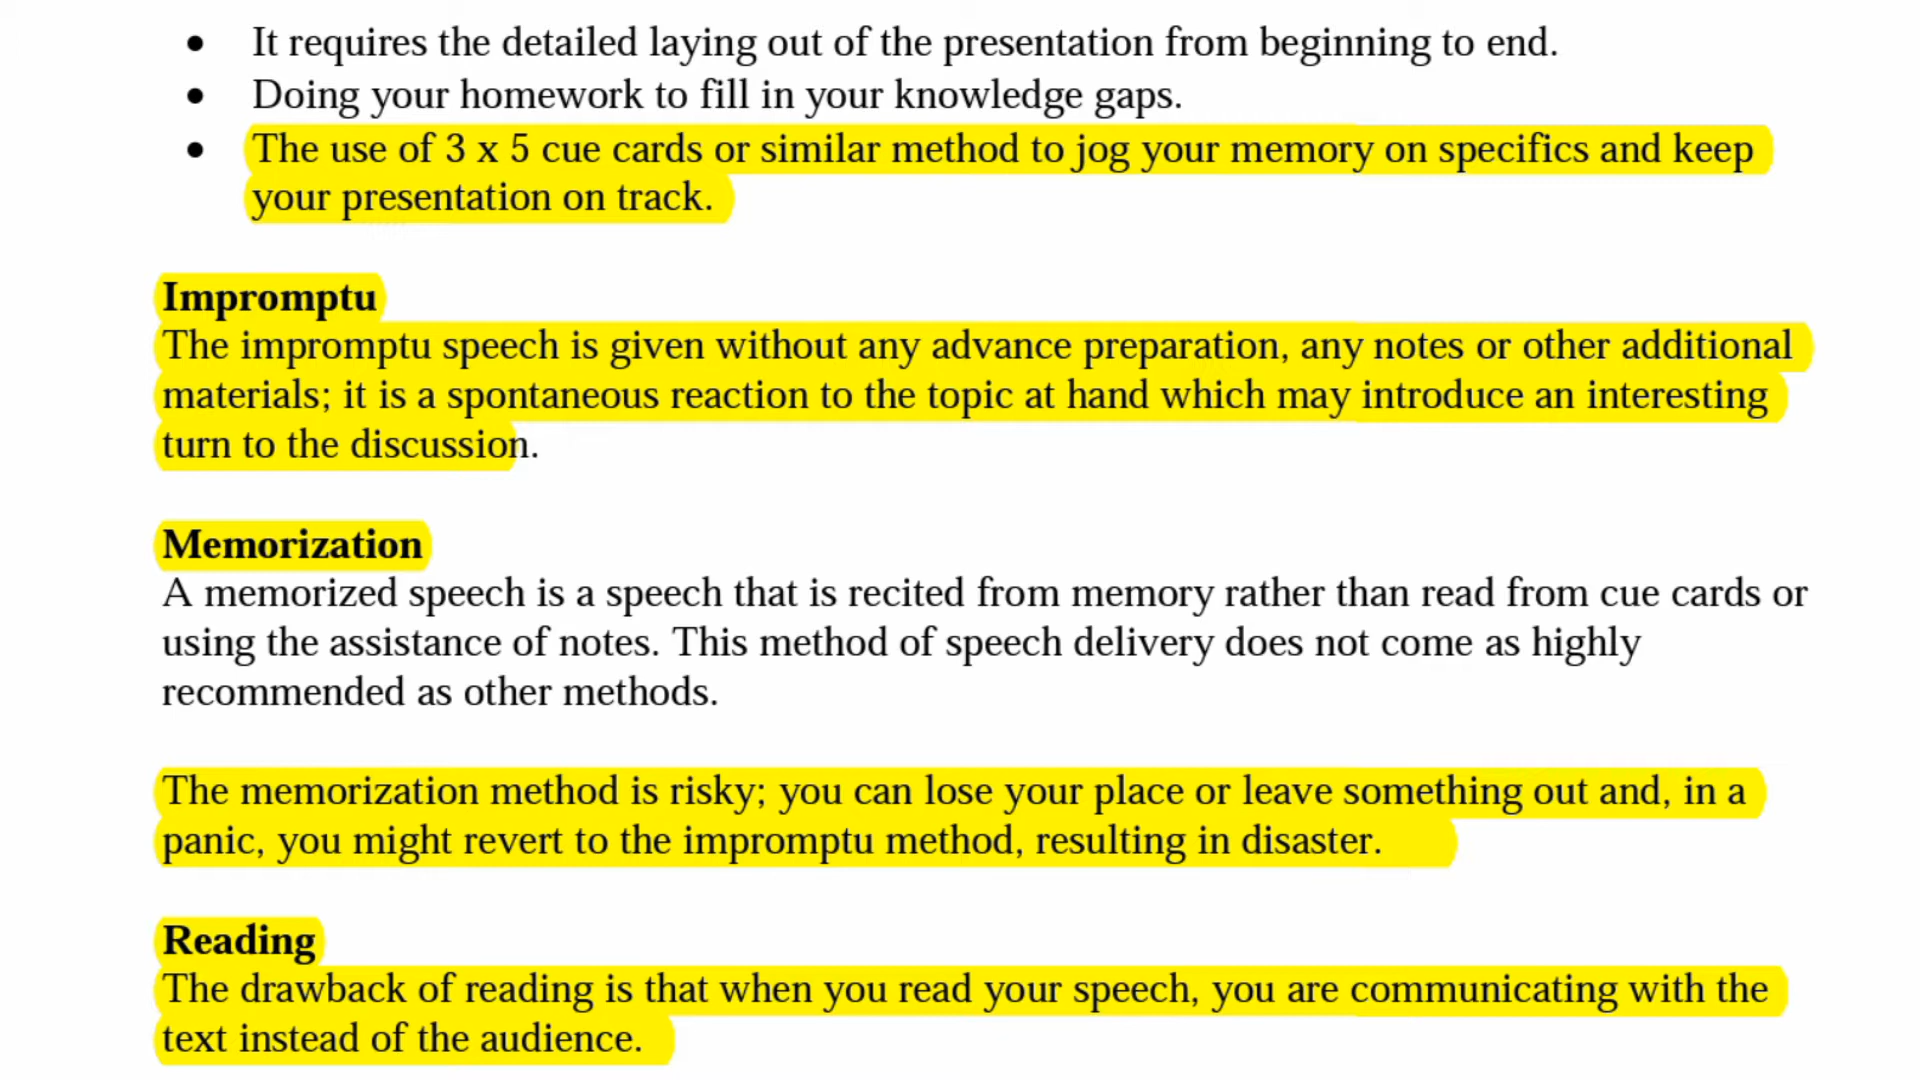 • It requires the detailed laying out of the presentation from beginning to end.
• Doing your homework to fill in your knowledge gaps.
• The use of 3 x 5 cue cards or similar method to jog your memory on specifics and keep
your presentation on track.
Impromptu
The impromptu speech is given without any advance preparation, any notes or other additional
materials; it is a spontaneous reaction to the topic at hand which may introduce an interesting
turn to the discussion.
Memorization
A memorized speech is a speech that is recited from memory rather than read from cue cards or
using the assistance of notes. This method of speech delivery does not come as highly
recommended as other methods.
The memorization method is risky; you can lose your place or leave something out and, in a
panic, you might revert to the impromptu method, resulting in disaster.
Reading
The drawback of reading is that when you read your speech, you are communicating with the
text instead of the audience.